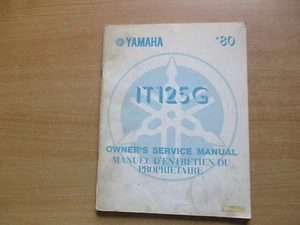 YAMAHA '80
IT125G
OWNER'S SERVICE MANUAL
MANUEL D'ENTRETIEN DU
PROPRIETAIRE